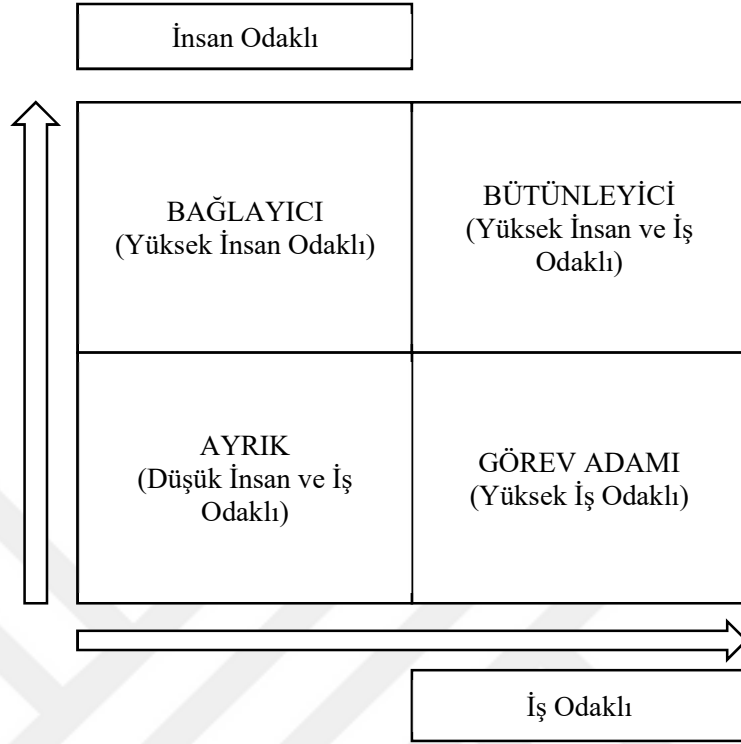 İnsan Odaklı
BAĞLAYICI
(Yüksek İnsan Odaklı)
BÜTÜNLEYİCİ
(Yüksek İnsan ve İş
Odaklı)
AYRIK
(Düşük İnsan ve İş
Odaklı)
GÖREV ADAMI
(Yüksek İş Odaklı)
İş Odaklı